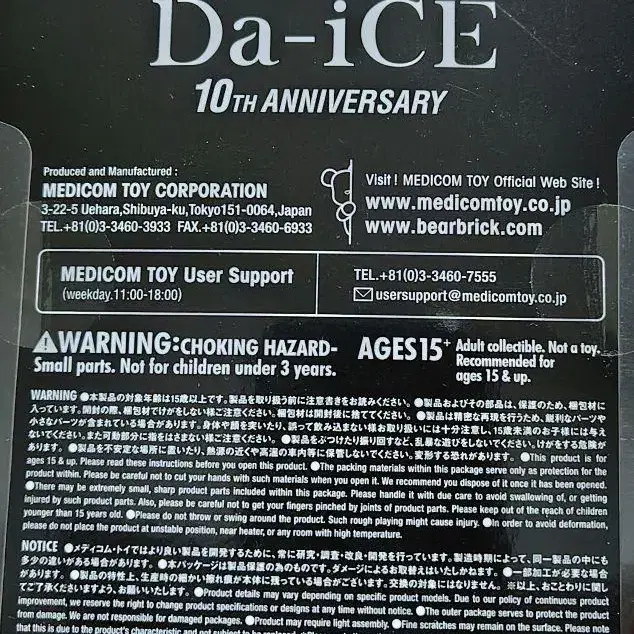 Da-iCE
10TH ANNIVERSARY
Produced and Manufactured :
MEDICOM TOY CORPORATION
3-22-5 Uehara,Shibuya-ku,Tokyo151-0064,Japan
TEL.+81(0)3-3460-3933 FAX.+81(0)3-3460-6933
Visit ! MEDICOM TOY Official Web Site !
www.medicomtoy.co.jp
www.bearbrick.com
MEDICOM TOY User Support
(weekday.11:00-18:00)
TEL.+81(0)3-3460-7555
usersupport@medicomtoy.co.jp
⚠WARNING:CHOKING HAZARD-
Small parts. Not for children under 3 years.
AGES15+
Adult collectible. Not a toy.
Recommended for
ages 15 & up.
WARNING ●本製品の対象年齢は15歳以上です。製品を取り扱う前に注意書きをお読みください。●製品およびその部品は、保護のため、梱包材に
入っています。開封の際、梱包材でけがをしない様ご注意ください。梱包材は開封後に捨ててください。●製品は精密な再現を行うため、鋭利なパーツや
小さなパーツが含まれている場合があります。身体や顔を突いたり、誤って飲み込まない様お取り扱いには十分注意し、15歳未満のお子様には与え
ないでください。また可動部分に指をはさまない様ご注意ください。●製品をぶつけたり振り回すなど、乱暴な遊びをしないでください。けがをする危険が
あります。●製品を不安定な場所に置いたり、熱源の近くや高温の車内等に保管しないでください。変形する恐れがあります。●This product is for
ages 15 & up. Please read these instructions before you open this product. ●The packing materials within this package serve only as protection for the
product within. Please be careful not to cut your hands with such materials when you open it. We recommend you dispose of it once it has been opened.
●There may be extremely small, sharp product parts included within this package. Please handle it with due care to avoid swallowing of, or getting
injured by such product parts. Also, please be careful not to get your fingers pinched by joints of product parts. Please keep out of the reach of children
younger than 15 years old. ●Please do not throw or swing around the product. Such rough playing might cause injury. ●In order to avoid deformation,
please do not place the product at unstable position, near heater, or any room with high temperature.
NOTICE ●メディコム・トイではより良い製品を開発するために、常に研究・調査・改良・開発を行っています。製造時期によって、同一製品の中にも
多少の違いがある場合があります。●本パッケージは製品保護の為のものです。ダメージによるお取替えはいたしかねます。●一部加工が必要な場合
があります。●製品の特性上、生産時の細かい擦れ痕が本体に残っている場合がございます。交換の対象にはなりません。※以上、おことわりに関し
てご了承くださいますよう、お願いいたします。●Product details may vary depending on specific product models. Due to our policy of continuous product
improvement, we reserve the right to change product specifications or designs at any time without notice. ●The outer package serves to protect the product
from damage. We are not responsible for damaged packages. ●Product may require light assembly. ●Fine scratches may remain on the surface. Please note
that this is due to the product's characteristic and not subject to be